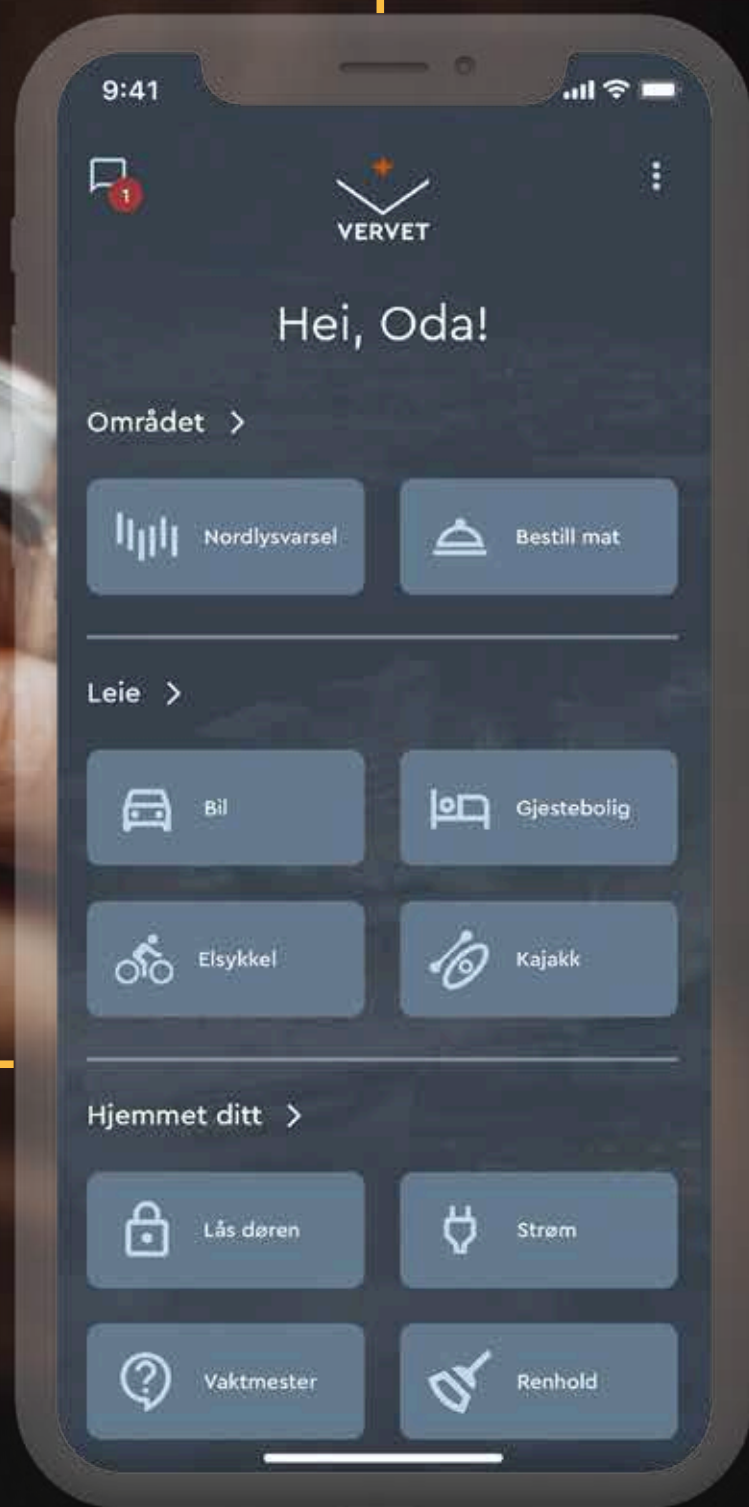 9:41
1
VERVET
Hei, Oda!
Området >
Nordlysvarsel
Bestill mat
Leie >
Bil
Gjestebolig
Elsykkel
Kajakk
Hjemmet ditt >
Lås døren
Strøm
Vaktmester
Renhold